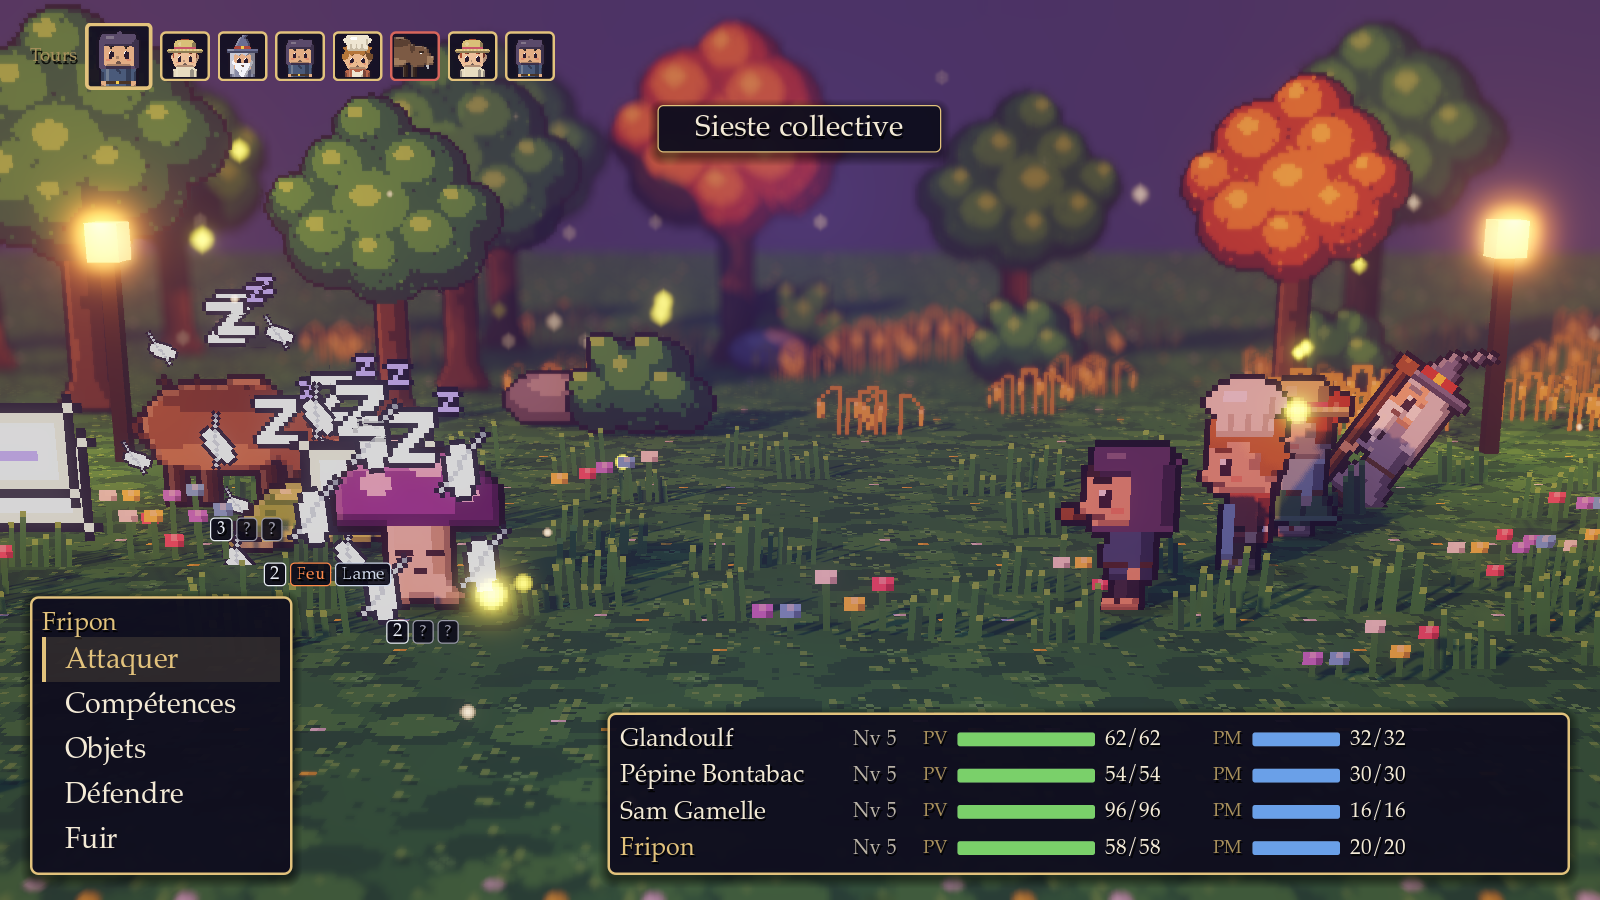 Tours
Sieste collective
Z Z
Z Z Z Z Z Z
3 ? ?
2 Feu Lame
2 ? ?
Fripon
Attaquer
Compétences
Objets
Défendre
Fuir
Glandoulf Nv 5 PV 62/62 PM 32/32
Pépine Bontabac Nv 5 PV 54/54 PM 30/30
Sam Gamelle Nv 5 PV 96/96 PM 16/16
Fripon Nv 5 PV 58/58 PM 20/20